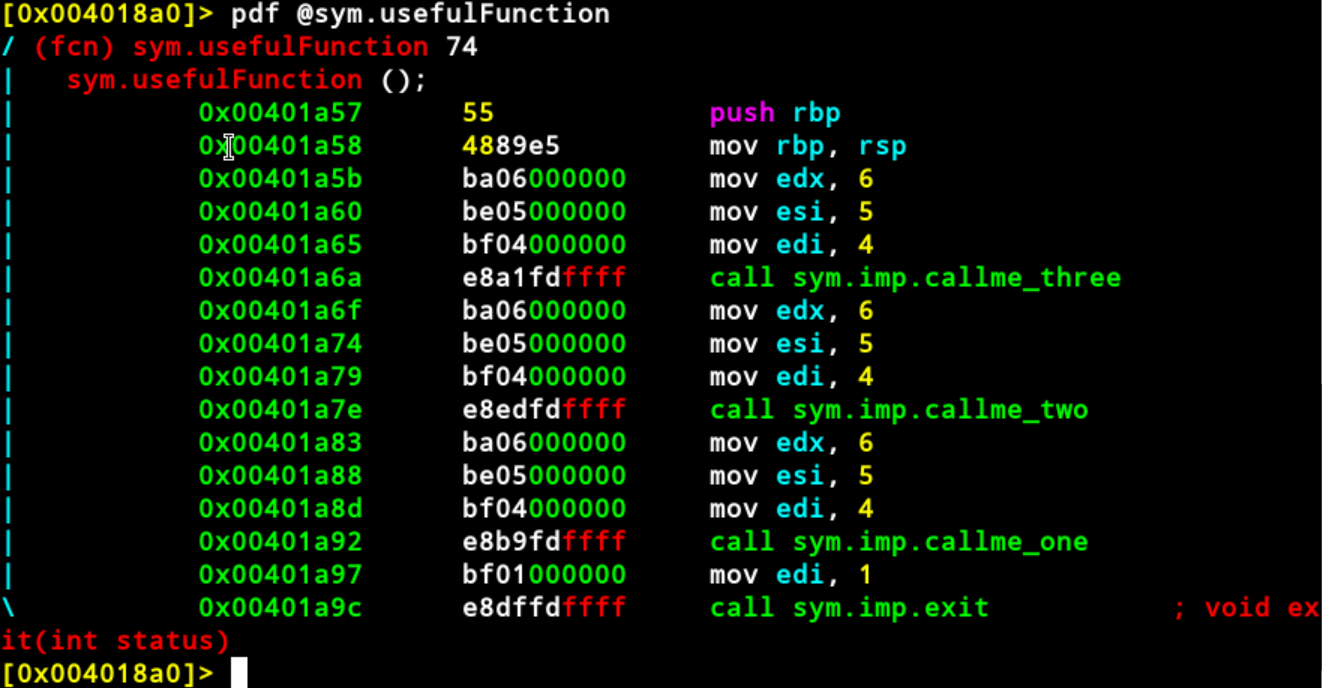 [0x004018a0]> pdf @sym.usefulFunction
/ (fcn) sym.usefulFunction 74
|   sym.usefulFunction ();
|           0x00401a57      55             push rbp
|           0x00401a58      4889e5         mov rbp, rsp
|           0x00401a5b      ba06000000     mov edx, 6
|           0x00401a60      be05000000     mov esi, 5
|           0x00401a65      bf04000000     mov edi, 4
|           0x00401a6a      e8a1fdffff     call sym.imp.callme_three
|           0x00401a6f      ba06000000     mov edx, 6
|           0x00401a74      be05000000     mov esi, 5
|           0x00401a79      bf04000000     mov edi, 4
|           0x00401a7e      e8edfdffff     call sym.imp.callme_two
|           0x00401a83      ba06000000     mov edx, 6
|           0x00401a88      be05000000     mov esi, 5
|           0x00401a8d      bf04000000     mov edi, 4
|           0x00401a92      e8b9fdffff     call sym.imp.callme_one
|           0x00401a97      bf01000000     mov edi, 1
\           0x00401a9c      e8dffdffff     call sym.imp.exit           ; void ex
it(int status)
[0x004018a0]>